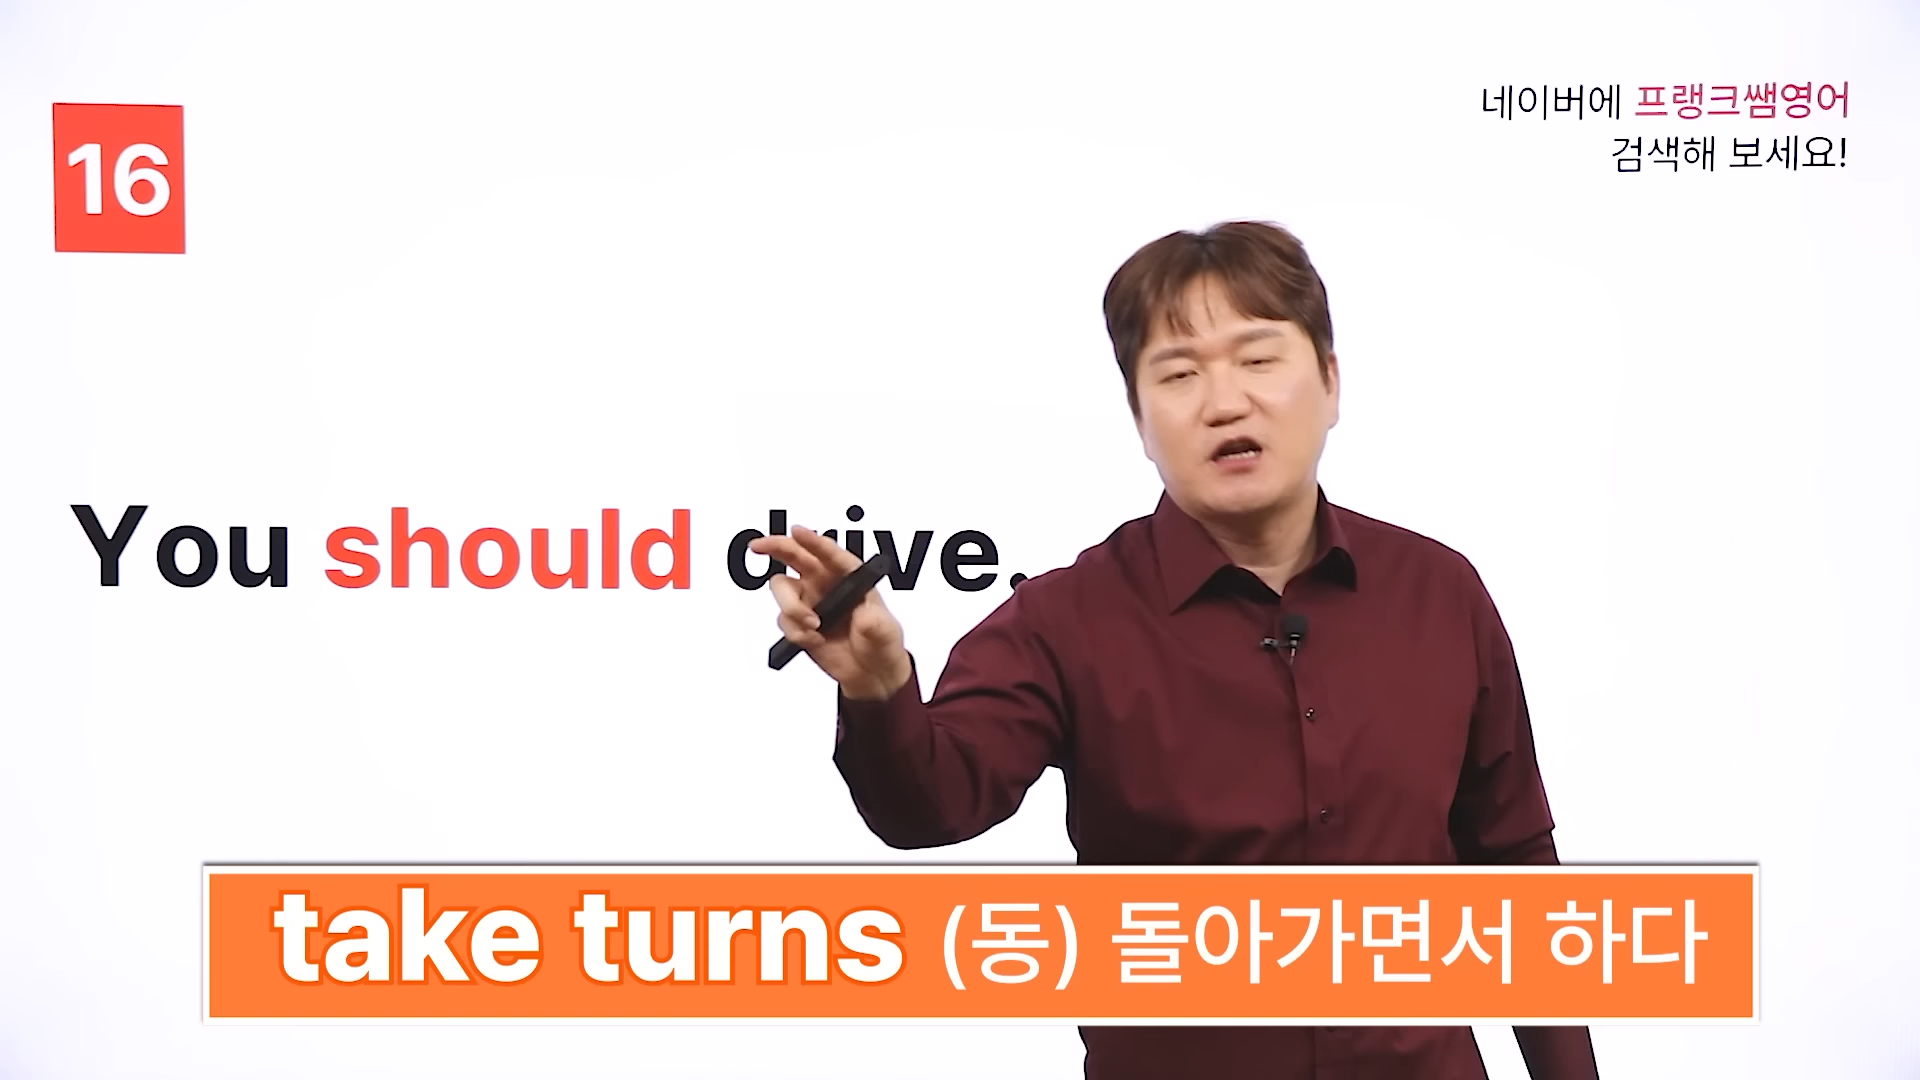 16
네이버에 프랭크쌤영어
검색해 보세요!
You should drive.
take turns (동) 돌아가면서 하다